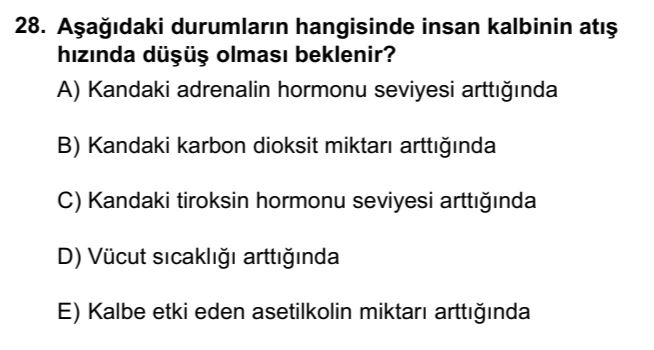 28. Aşağıdaki durumların hangisinde insan kalbinin atış
hızında düşüş olması beklenir?
A) Kandaki adrenalin hormonu seviyesi arttığında
B) Kandaki karbon dioksit miktarı arttığında
C) Kandaki tiroksin hormonu seviyesi arttığında
D) Vücut sıcaklığı arttığında
E) Kalbe etki eden asetilkolin miktarı arttığında